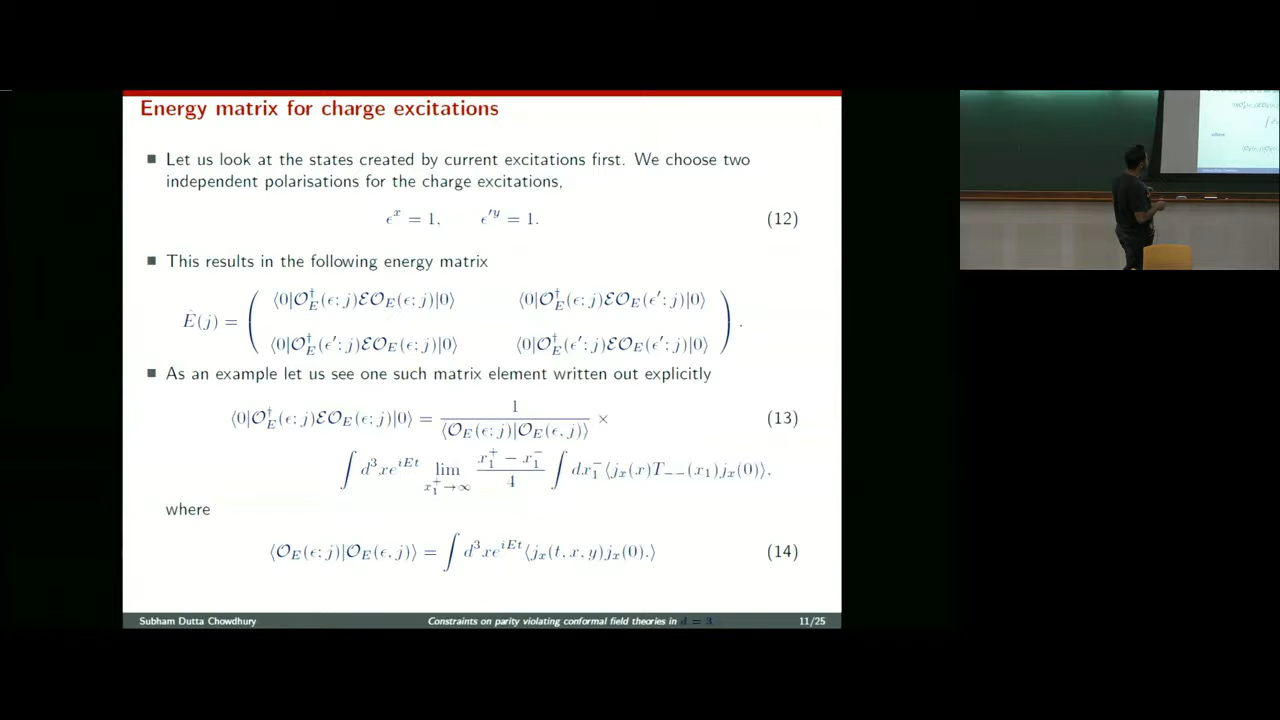 Energy matrix for charge excitations
■ Let us look at the states created by current excitations first. We choose two
independent polarisations for the charge excitations,
ϵ^x = 1, ϵ′^y = 1. (12)
■ This results in the following energy matrix
Ê(j) = ( ⟨0|O_E^†(ϵ; j)ℰO_E(ϵ; j)|0⟩ ⟨0|O_E^†(ϵ; j)ℰO_E(ϵ′; j)|0⟩
⟨0|O_E^†(ϵ′; j)ℰO_E(ϵ; j)|0⟩ ⟨0|O_E^†(ϵ′; j)ℰO_E(ϵ′; j)|0⟩ ) .
■ As an example let us see one such matrix element written out explicitly
⟨0|O_E^†(ϵ; j)ℰO_E(ϵ; j)|0⟩ = 1/⟨O_E(ϵ; j)|O_E(ϵ, j)⟩ × (13)
∫ d^3xe^{iEt} lim_{x_1^+→∞} (x_1^+ − x_1^−)/4 ∫ dx_1^−⟨j_x(x)T_{−−}(x_1)j_x(0)⟩.
where
⟨O_E(ϵ; j)|O_E(ϵ, j)⟩ = ∫ d^3xe^{iEt}⟨j_x(t, x, y)j_x(0).⟩ (14)
Subham Dutta Chowdhury Constraints on parity violating conformal field theories in d = 3 11/25
where